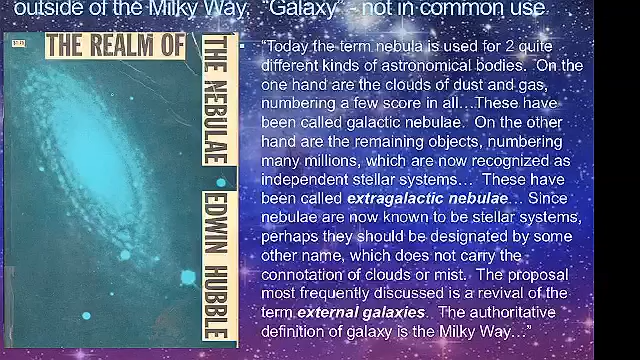 outside of the Milky Way. "Galaxy" - not in common use.
$1.75
THE REALM OF
THE NEBULAE
EDWIN HUBBLE
"Today the term nebula is used for 2 quite
different kinds of astronomical bodies. On the
one hand are the clouds of dust and gas,
numbering a few score in all…These have
been called galactic nebulae. On the other
hand are the remaining objects, numbering
many millions, which are now recognized as
independent stellar systems… These have
been called extragalactic nebulae… Since
nebulae are now known to be stellar systems,
perhaps they should be designated by some
other name, which does not carry the
connotation of clouds or mist. The proposal
most frequently discussed is a revival of the
term external galaxies. The authoritative
definition of galaxy is the Milky Way…"